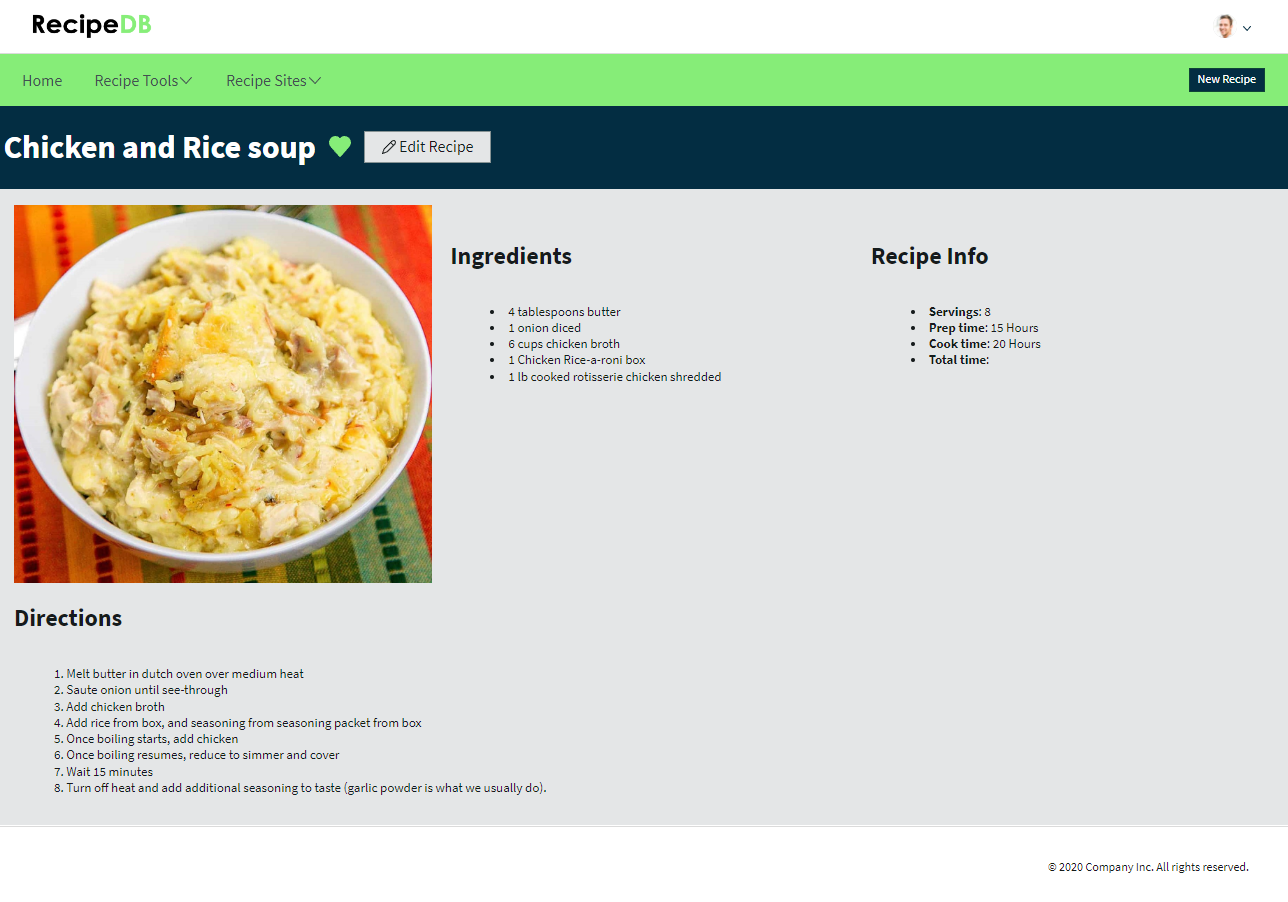 RecipeDB
Home Recipe Tools Recipe Sites New Recipe
Chicken and Rice soup Edit Recipe
Ingredients
4 tablespoons butter
1 onion diced
6 cups chicken broth
1 Chicken Rice-a-roni box
1 lb cooked rotisserie chicken shredded
Recipe Info
Servings: 8
Prep time: 15 Hours
Cook time: 20 Hours
Total time:
Directions
1. Melt butter in dutch oven over medium heat
2. Saute onion until see-through
3. Add chicken broth
4. Add rice from box, and seasoning from seasoning packet from box
5. Once boiling starts, add chicken
6. Once boiling resumes, reduce to simmer and cover
7. Wait 15 minutes
8. Turn off heat and add additional seasoning to taste (garlic powder is what we usually do).
© 2020 Company Inc. All rights reserved.